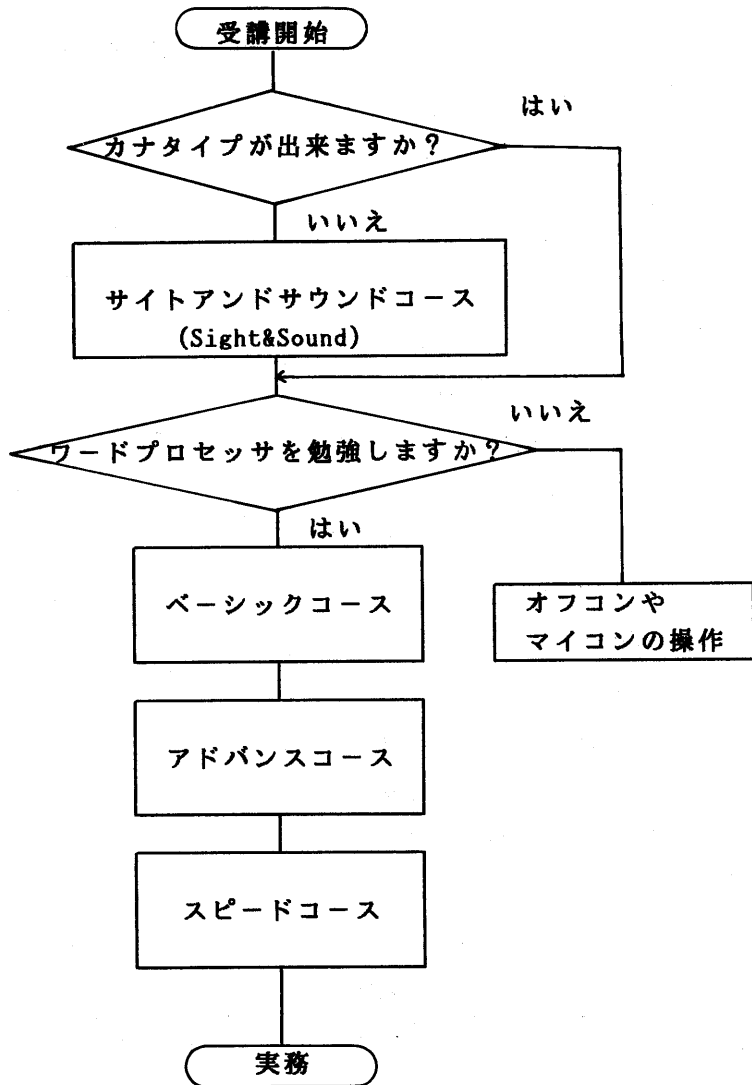 受講開始
はい
カナタイプが出来ますか?
いいえ
サイトアンドサウンドコース
(Sight&Sound)
いいえ
ワードプロセッサを勉強しますか?
はい
ベーシックコース
オフコンや
マイコンの操作
アドバンスコース
スピードコース
実務